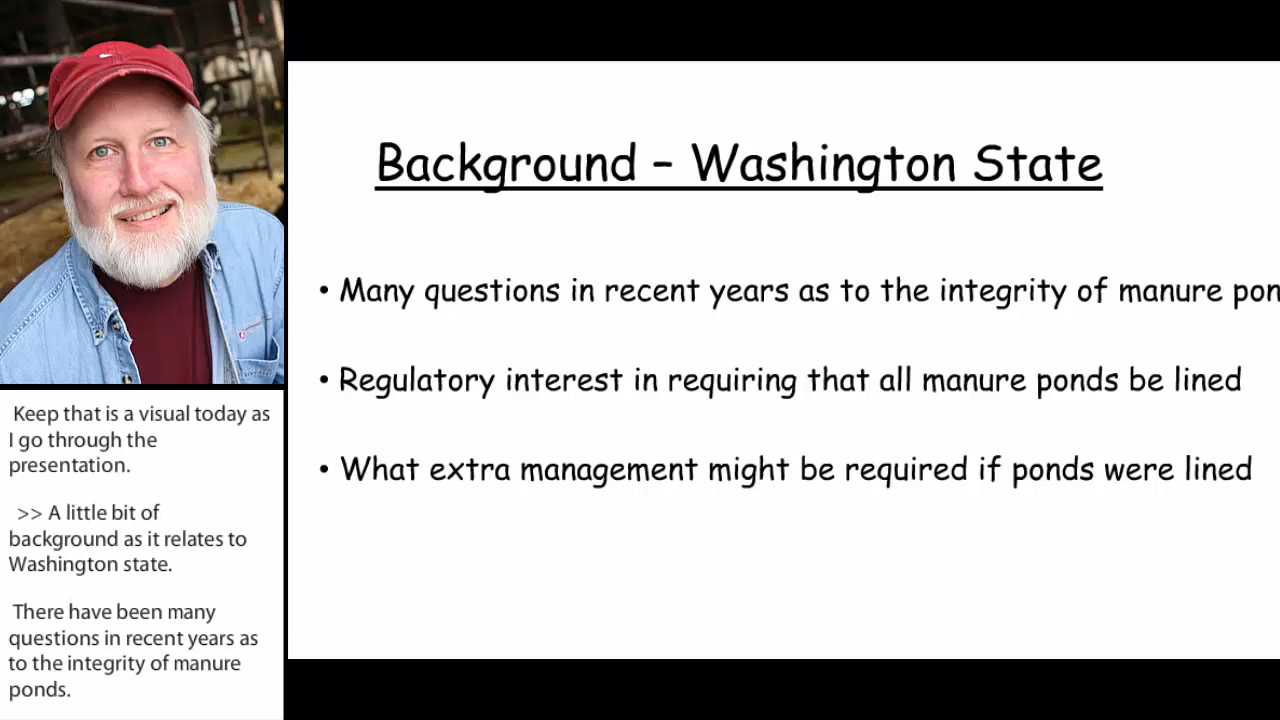 Background – Washington State
• Many questions in recent years as to the integrity of manure pon
• Regulatory interest in requiring that all manure ponds be lined
• What extra management might be required if ponds were lined
Keep that is a visual today as
I go through the
presentation.
>> A little bit of
background as it relates to
Washington state.
There have been many
questions in recent years as
to the integrity of manure
ponds.